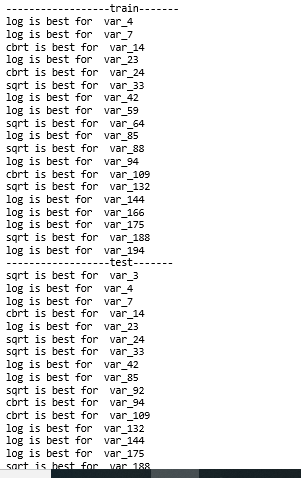 ------------------train-------
log is best for  var_4
log is best for  var_7
cbrt is best for  var_14
log is best for  var_23
cbrt is best for  var_24
sqrt is best for  var_33
log is best for  var_42
log is best for  var_59
sqrt is best for  var_64
log is best for  var_85
sqrt is best for  var_88
log is best for  var_94
cbrt is best for  var_109
sqrt is best for  var_132
log is best for  var_144
log is best for  var_166
log is best for  var_175
sqrt is best for  var_188
log is best for  var_194
------------------test-------
sqrt is best for  var_3
log is best for  var_4
log is best for  var_7
cbrt is best for  var_14
log is best for  var_23
sqrt is best for  var_24
sqrt is best for  var_33
log is best for  var_42
log is best for  var_85
sqrt is best for  var_92
cbrt is best for  var_94
cbrt is best for  var_109
log is best for  var_132
log is best for  var_144
log is best for  var_175
sqrt is best for  var_188